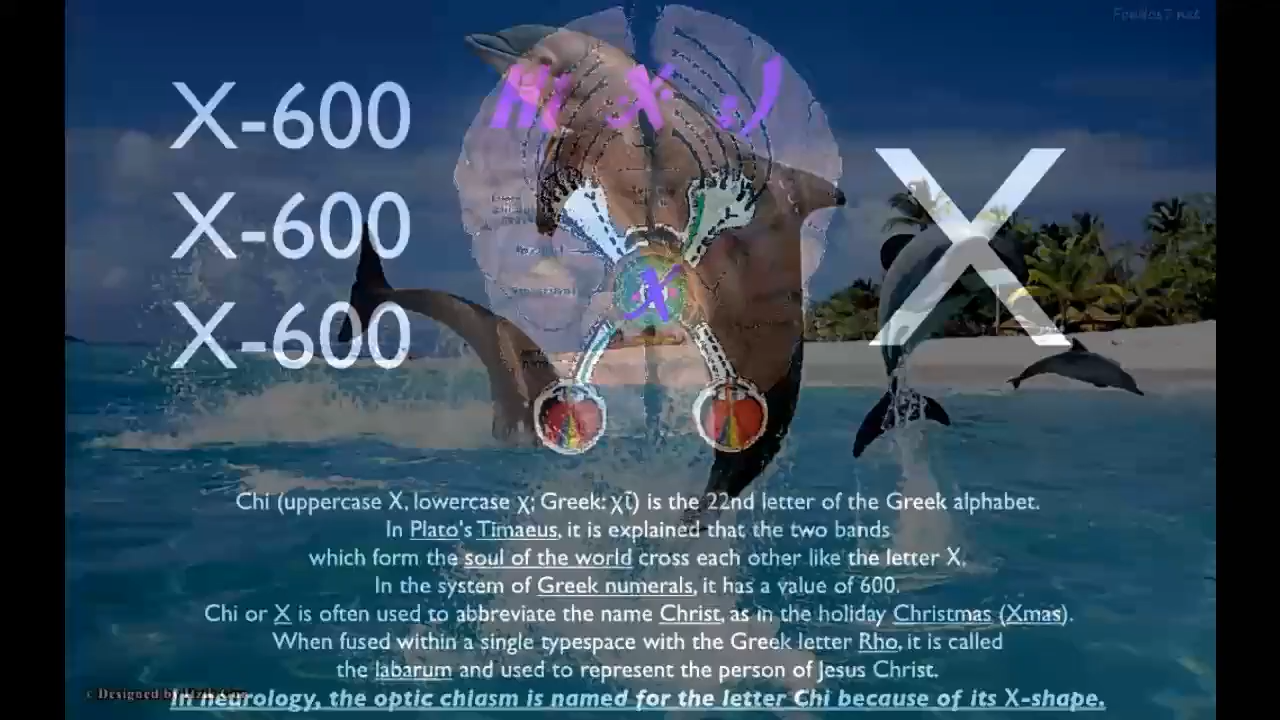 X-600
X-600
X-600
X
Hi :X: :)
X
Chi (uppercase Χ, lowercase χ; Greek: χῖ) is the 22nd letter of the Greek alphabet.
In Plato's Timaeus, it is explained that the two bands
which form the soul of the world cross each other like the letter X.
In the system of Greek numerals, it has a value of 600.
Chi or X is often used to abbreviate the name Christ, as in the holiday Christmas (Xmas).
When fused within a single typespace with the Greek letter Rho, it is called
the labarum and used to represent the person of Jesus Christ.
Designed by
In neurology, the optic chiasm is named for the letter Chi because of its X-shape.